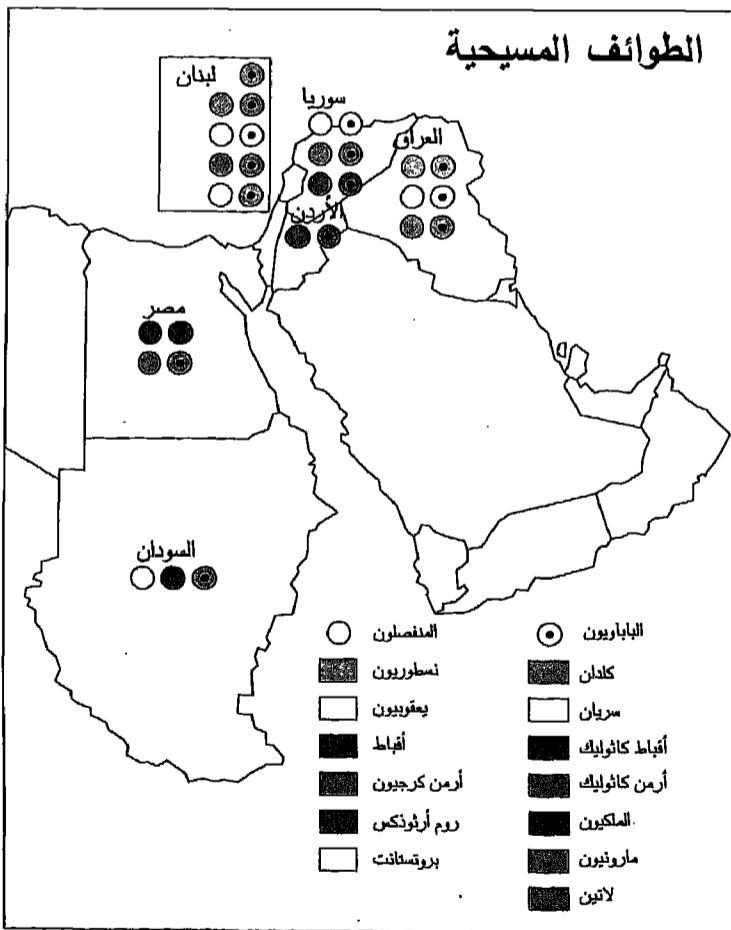 الطوائف المسيحية
لبنان
سوريا
العراق
الأردن
مصر
السودان
البابويون
المنفصلون
كلدان
نسطوريون
سريان
يعقوبيون
أقباط كاثوليك
أقباط
أرمن كاثوليك
أرمن كرجيون
الملكيون
روم أرثوذكس
مارونيون
بروتستانت
لاتين